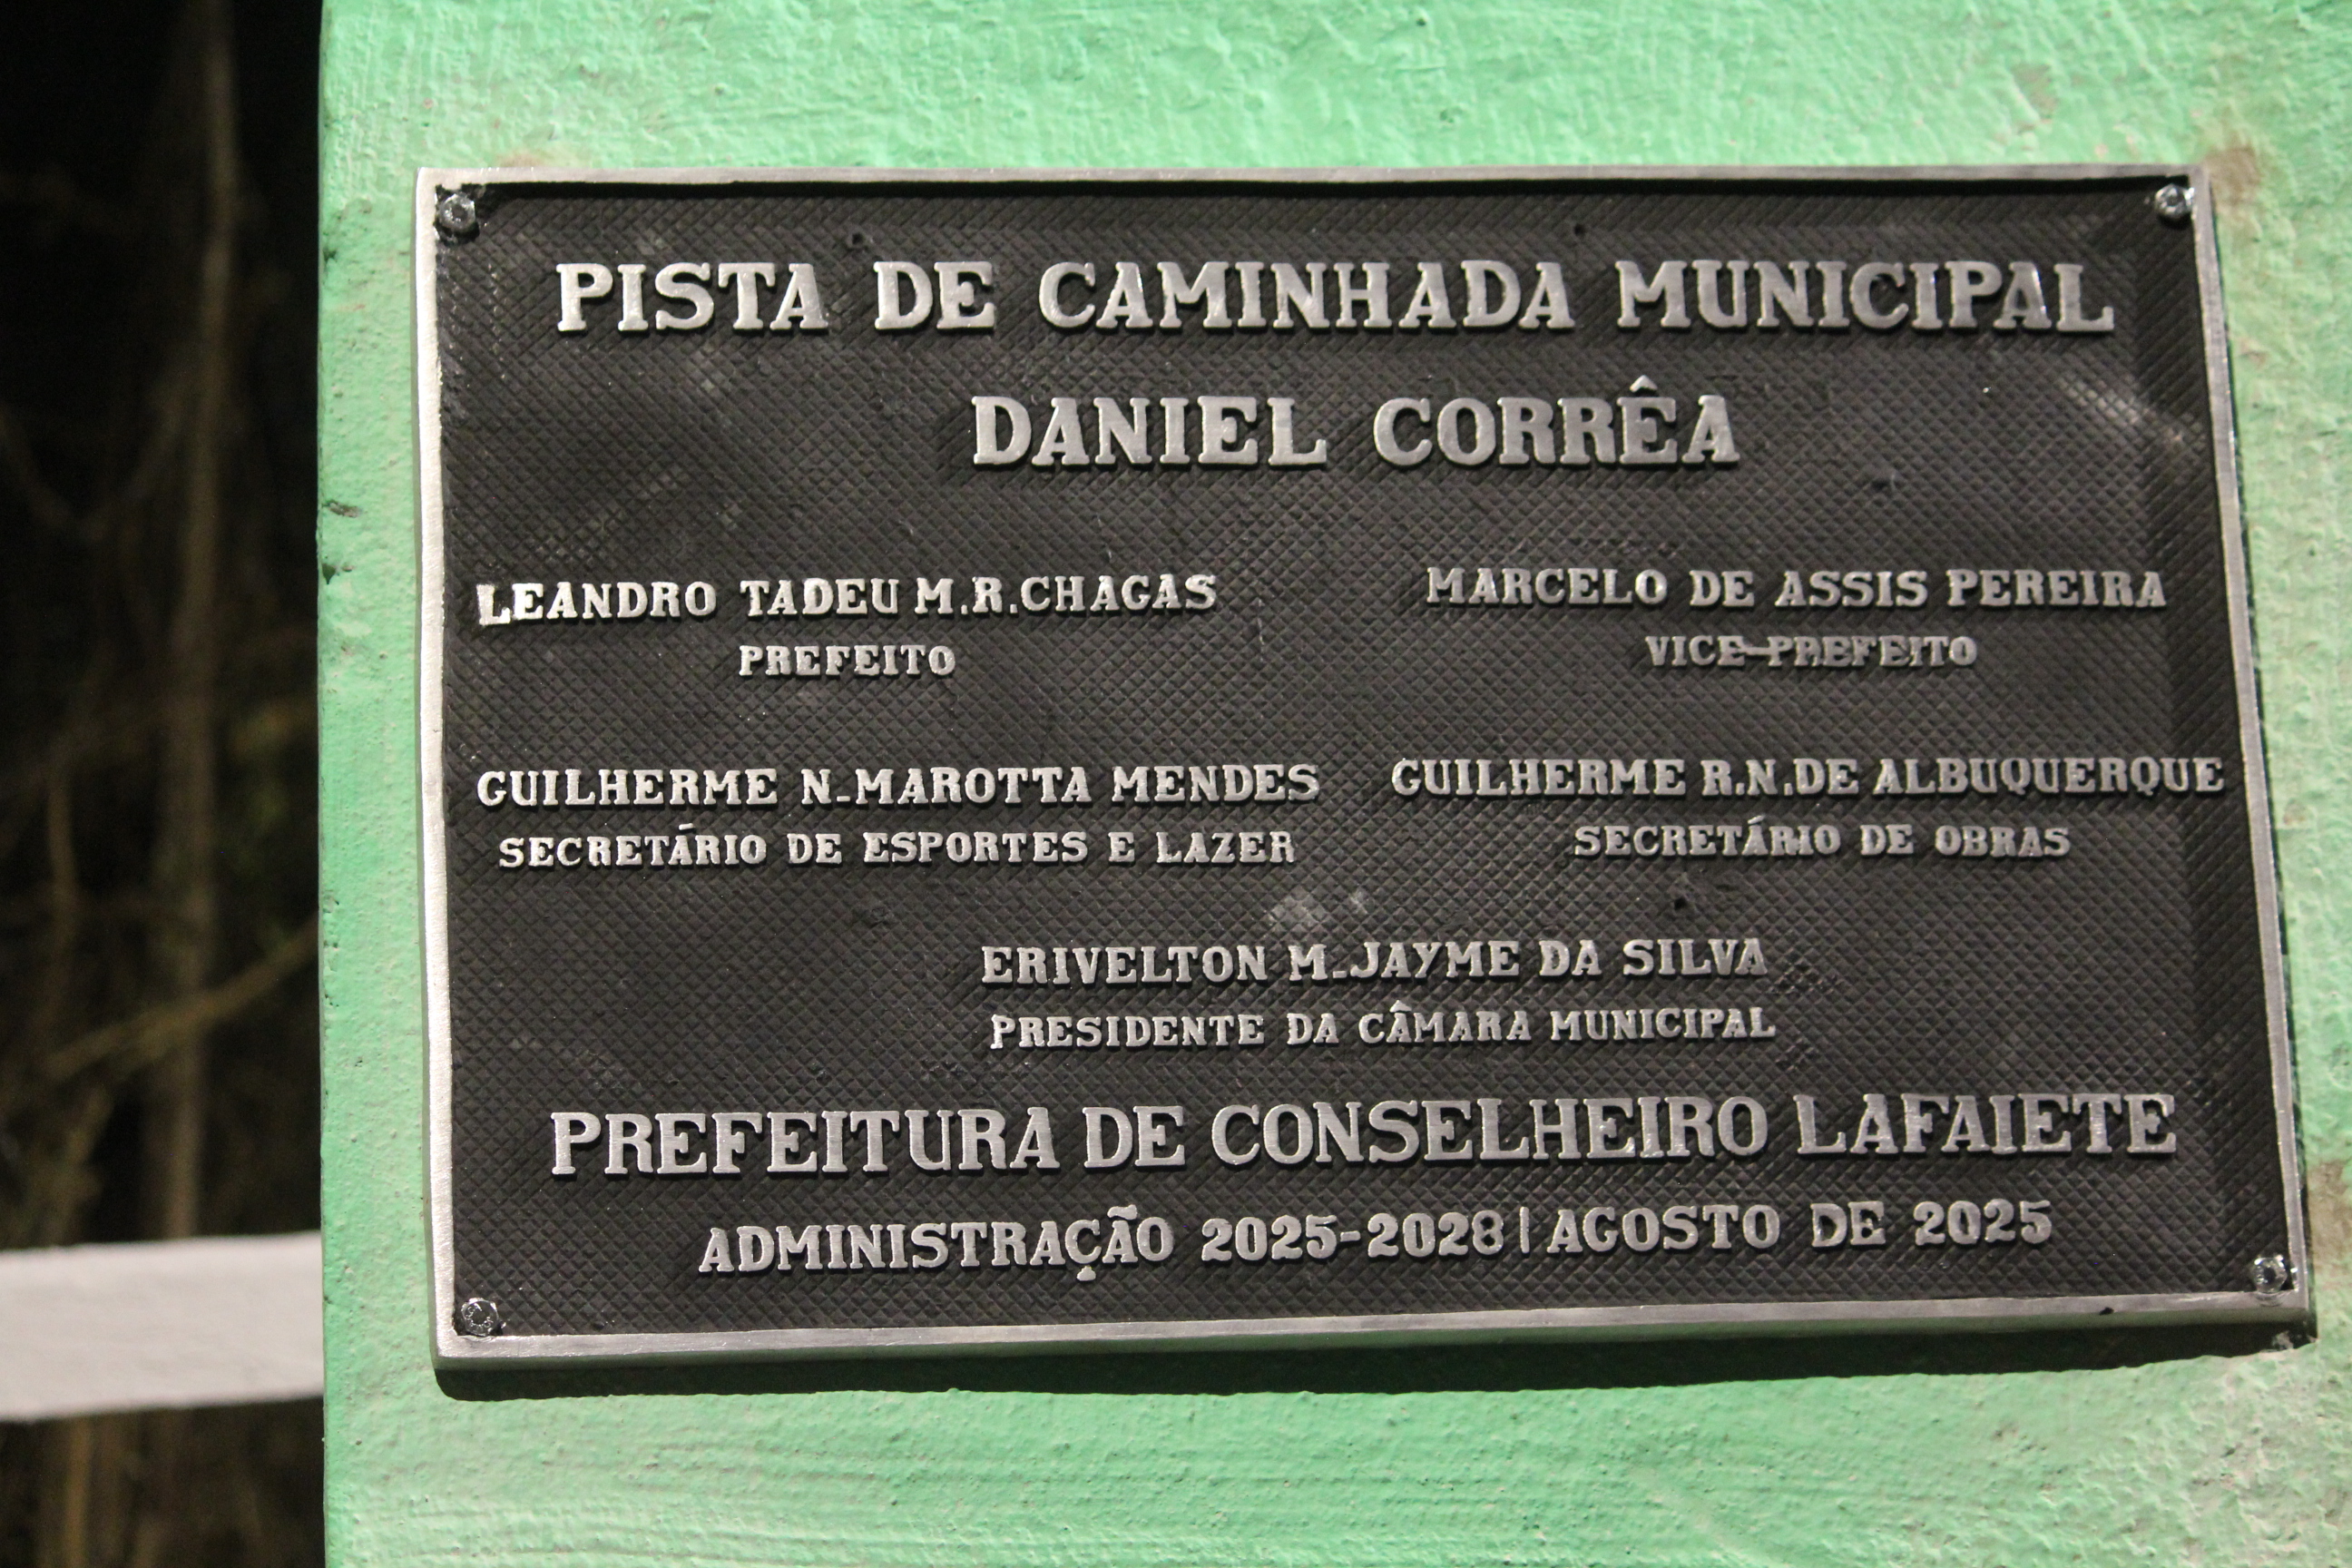 PISTA DE CAMINHADA MUNICIPAL
DANIEL CORRÊA
LEANDRO TADEU M.R.CHAGAS
PREFEITO
MARCELO DE ASSIS PEREIRA
VICE-PREFEITO
GUILHERME N.MAROTTA MENDES
SECRETÁRIO DE ESPORTES E LAZER
GUILHERME R.N.DE ALBUQUERQUE
SECRETÁRIO DE OBRAS
ERIVELTON M.JAYME DA SILVA
PRESIDENTE DA CÂMARA MUNICIPAL
PREFEITURA DE CONSELHEIRO LAFAIETE
ADMINISTRAÇÃO 2025-2028 | AGOSTO DE 2025